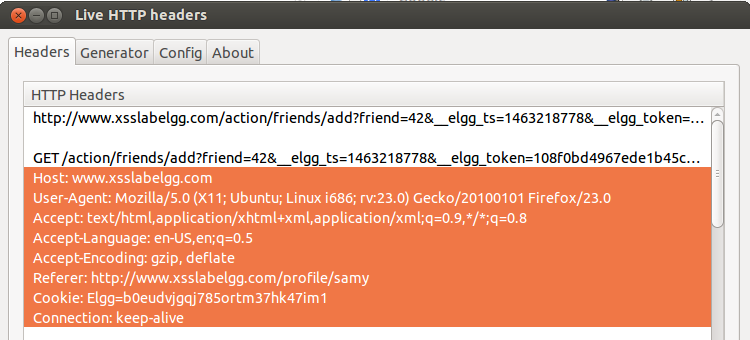 Live HTTP headers
Headers Generator Config About
HTTP Headers
http://www.xsslabelgg.com/action/friends/add?friend=42&__elgg_ts=1463218778&__elgg_token=...
GET /action/friends/add?friend=42&__elgg_ts=1463218778&__elgg_token=108f0bd4967ede1b45c...
Host: www.xsslabelgg.com
User-Agent: Mozilla/5.0 (X11; Ubuntu; Linux i686; rv:23.0) Gecko/20100101 Firefox/23.0
Accept: text/html,application/xhtml+xml,application/xml;q=0.9,*/*;q=0.8
Accept-Language: en-US,en;q=0.5
Accept-Encoding: gzip, deflate
Referer: http://www.xsslabelgg.com/profile/samy
Cookie: Elgg=b0eudvjgqj785ortm37hk47im1
Connection: keep-alive